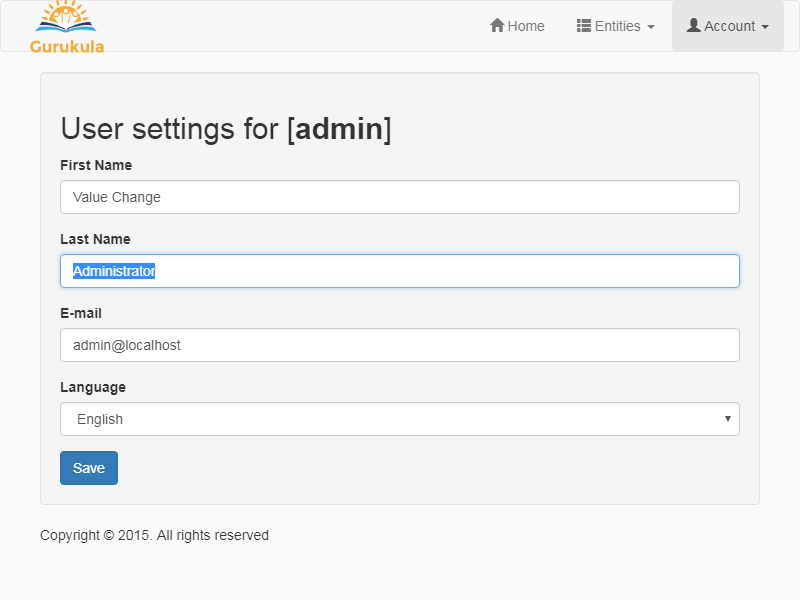 Gurukula
Home Entities Account
User settings for [admin]
First Name
Value Change
Last Name
Administrator
E-mail
admin@localhost
Language
English
Save
Copyright © 2015. All rights reserved